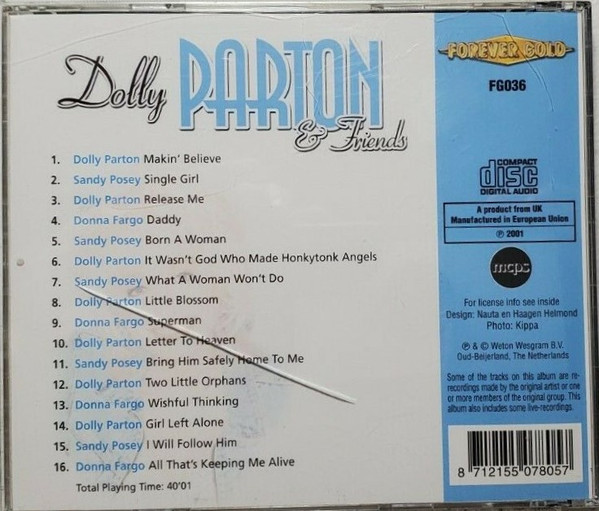 Dolly PARTON
& Friends
1. Dolly Parton Makin' Believe
2. Sandy Posey Single Girl
3. Dolly Parton Release Me
4. Donna Fargo Daddy
5. Sandy Posey Born A Woman
6. Dolly Parton It Wasn't God Who Made Honkytonk Angels
7. Sandy Posey What A Woman Won't Do
8. Dolly Parton Little Blossom
9. Donna Fargo Superman
10. Dolly Parton Letter To Heaven
11. Sandy Posey Bring Him Safely Home To Me
12. Dolly Parton Two Little Orphans
13. Donna Fargo Wishful Thinking
14. Dolly Parton Girl Left Alone
15. Sandy Posey I Will Follow Him
16. Donna Fargo All That's Keeping Me Alive
Total Playing Time: 40'01
FOREVER GOLD
FG036
COMPACT
disc
DIGITAL AUDIO
A product from UK
Manufactured in European Union
℗ 2001
mcps
For license info see inside
Design: Nauta en Haagen Helmond
Photo: Kippa
℗ & © Weton Wesgram B.V.
Oud-Beijerland, The Netherlands
Some of the tracks on this album are re-
recordings made by the original artist or one
or more members of the original group. This
album also includes some live-recordings.
8 712155 078057